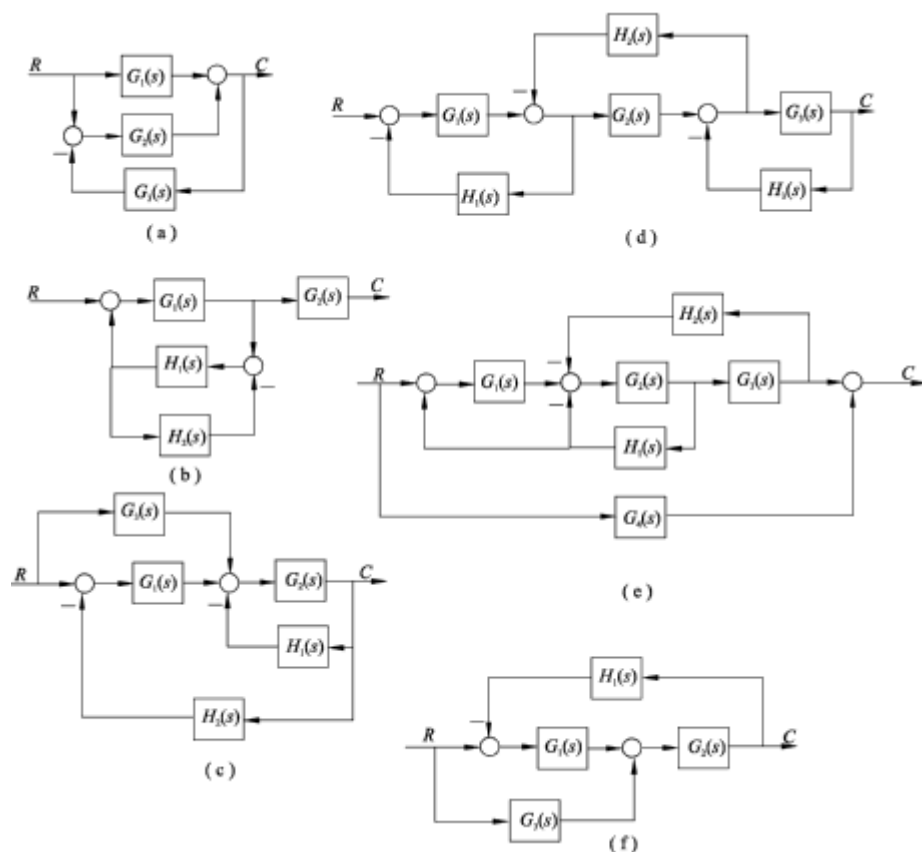 R
G₁(s)
C
G₂(s)
−
G₃(s)
( a )
R
G₁(s)
G₂(s)
C
H₁(s)
−
H₂(s)
( b )
G₃(s)
R
G₁(s)
G₂(s)
C
−
−
H₁(s)
H₂(s)
( c )
H₂(s)
−
R
G₁(s)
G₂(s)
G₃(s)
C
−
−
H₁(s)
H₃(s)
( d )
H₂(s)
−
R
G₁(s)
G₂(s)
G₃(s)
C
−
H₁(s)
G₄(s)
( e )
H₁(s)
−
R
G₁(s)
G₂(s)
C
G₃(s)
( f )